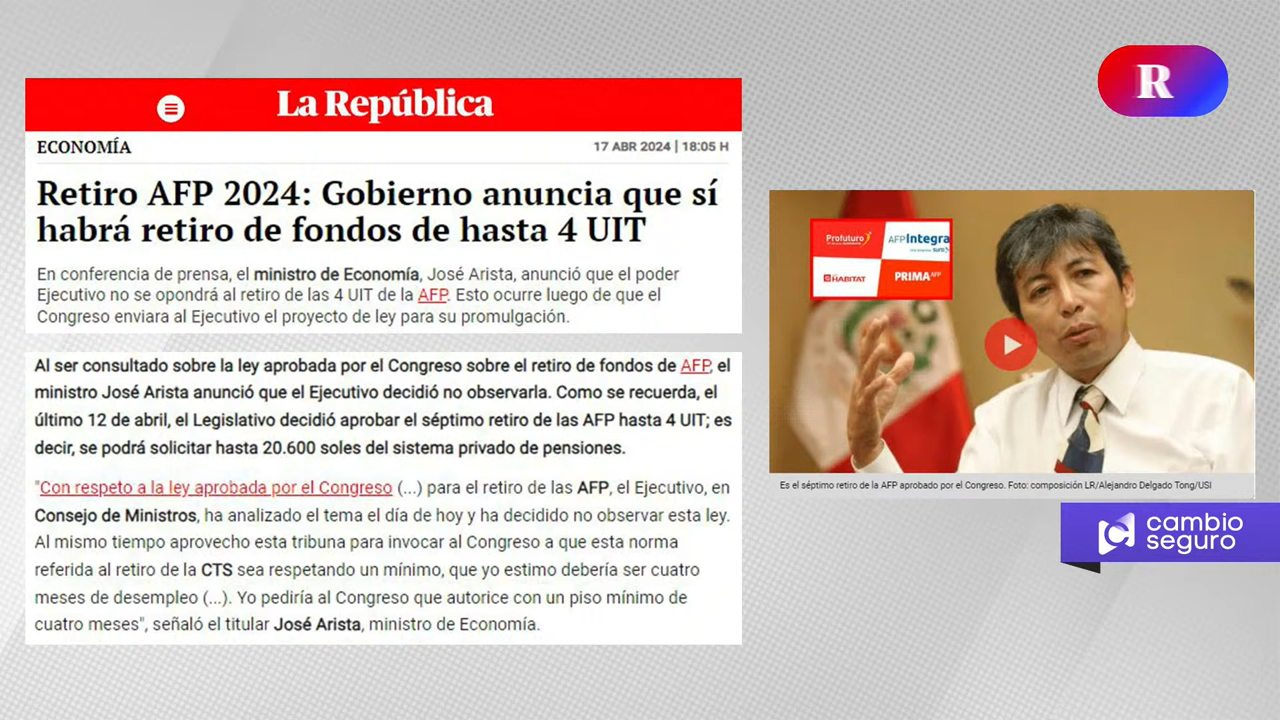 La República
ECONOMÍA
17 ABR 2024 | 18:05 H
Retiro AFP 2024: Gobierno anuncia que sí
habrá retiro de fondos de hasta 4 UIT
En conferencia de prensa, el ministro de Economía, José Arista, anunció que el poder
Ejecutivo no se opondrá al retiro de las 4 UIT de la AFP. Esto ocurre luego de que el
Congreso enviara al Ejecutivo el proyecto de ley para su promulgación.
Al ser consultado sobre la ley aprobada por el Congreso sobre el retiro de fondos de AFP, el
ministro José Arista anunció que el Ejecutivo decidió no observarla. Como se recuerda, el
último 12 de abril, el Legislativo decidió aprobar el séptimo retiro de las AFP hasta 4 UIT; es
decir, se podrá solicitar hasta 20.600 soles del sistema privado de pensiones.
"Con respeto a la ley aprobada por el Congreso (...) para el retiro de las AFP, el Ejecutivo, en
Consejo de Ministros, ha analizado el tema el día de hoy y ha decidido no observar esta ley.
Al mismo tiempo aprovecho esta tribuna para invocar al Congreso a que esta norma
referida al retiro de la CTS sea respetando un mínimo, que yo estimo debería ser cuatro
meses de desempleo (...). Yo pediría al Congreso que autorice con un piso mínimo de
cuatro meses", señaló el titular José Arista, ministro de Economía.
R
Profuturo
AFP Integra
HABITAT
PRIMA AFP
Es el séptimo retiro de la AFP aprobado por el Congreso. Foto: composición LR/Alejandro Delgado Tong/USI
cambio
seguro